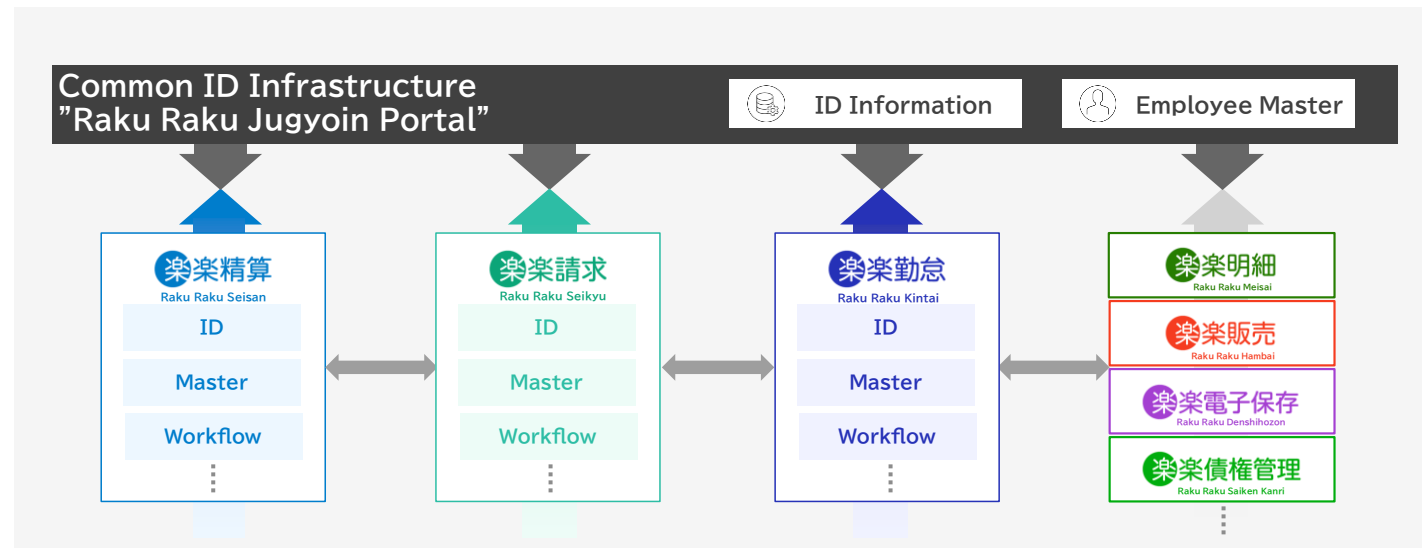 Common ID Infrastructure
”Raku Raku Jugyoin Portal”
ID Information
Employee Master
楽楽精算
Raku Raku Seisan
ID
Master
Workflow
楽楽請求
Raku Raku Seikyu
ID
Master
Workflow
楽楽勤怠
Raku Raku Kintai
ID
Master
Workflow
楽楽明細
Raku Raku Meisai
楽楽販売
Raku Raku Hambai
楽楽電子保存
Raku Raku Denshihozon
楽楽債権管理
Raku Raku Saiken Kanri